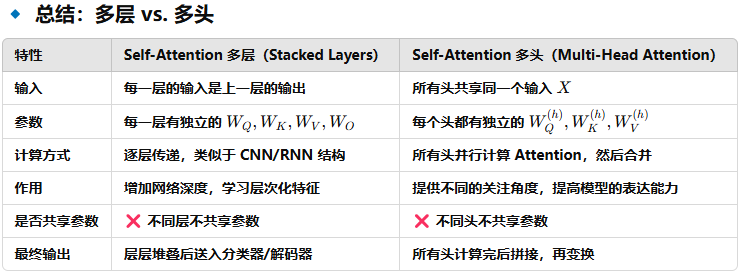 总结：多层 vs. 多头
特性 Self-Attention 多层（Stacked Layers） Self-Attention 多头（Multi-Head Attention）
输入 每一层的输入是上一层的输出 所有头共享同一个输入 X
参数 每一层有独立的 W_Q, W_K, W_V, W_O 每个头都有独立的 W_Q^{(h)}, W_K^{(h)}, W_V^{(h)}
计算方式 逐层传递，类似于 CNN/RNN 结构 所有头并行计算 Attention，然后合并
作用 增加网络深度，学习层次化特征 提供不同的关注角度，提高模型的表达能力
是否共享参数 ❌ 不同层不共享参数 ❌ 不同头不共享参数
最终输出 层层堆叠后送入分类器/解码器 所有头计算完后拼接，再变换